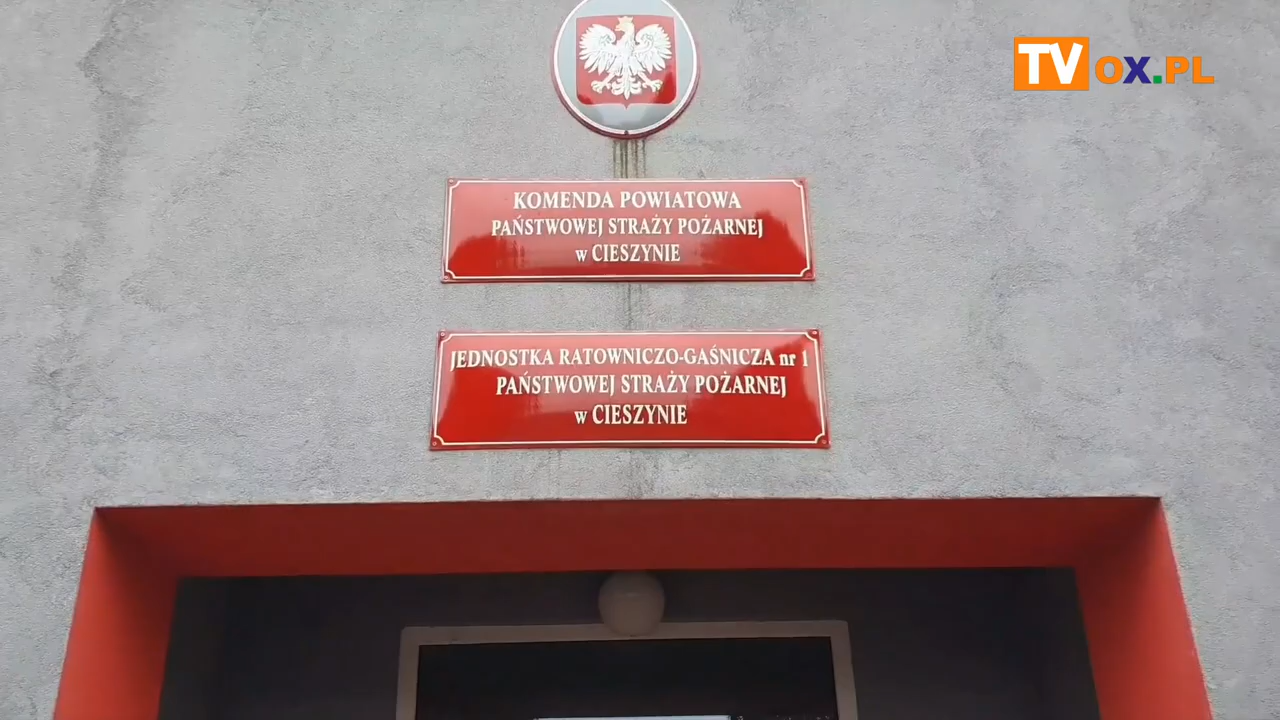 TVOX.PL
KOMENDA POWIATOWA
PAŃSTWOWEJ STRAŻY POŻARNEJ
w CIESZYNIE
JEDNOSTKA RATOWNICZO-GAŚNICZA nr 1
PAŃSTWOWEJ STRAŻY POŻARNEJ
w CIESZYNIE